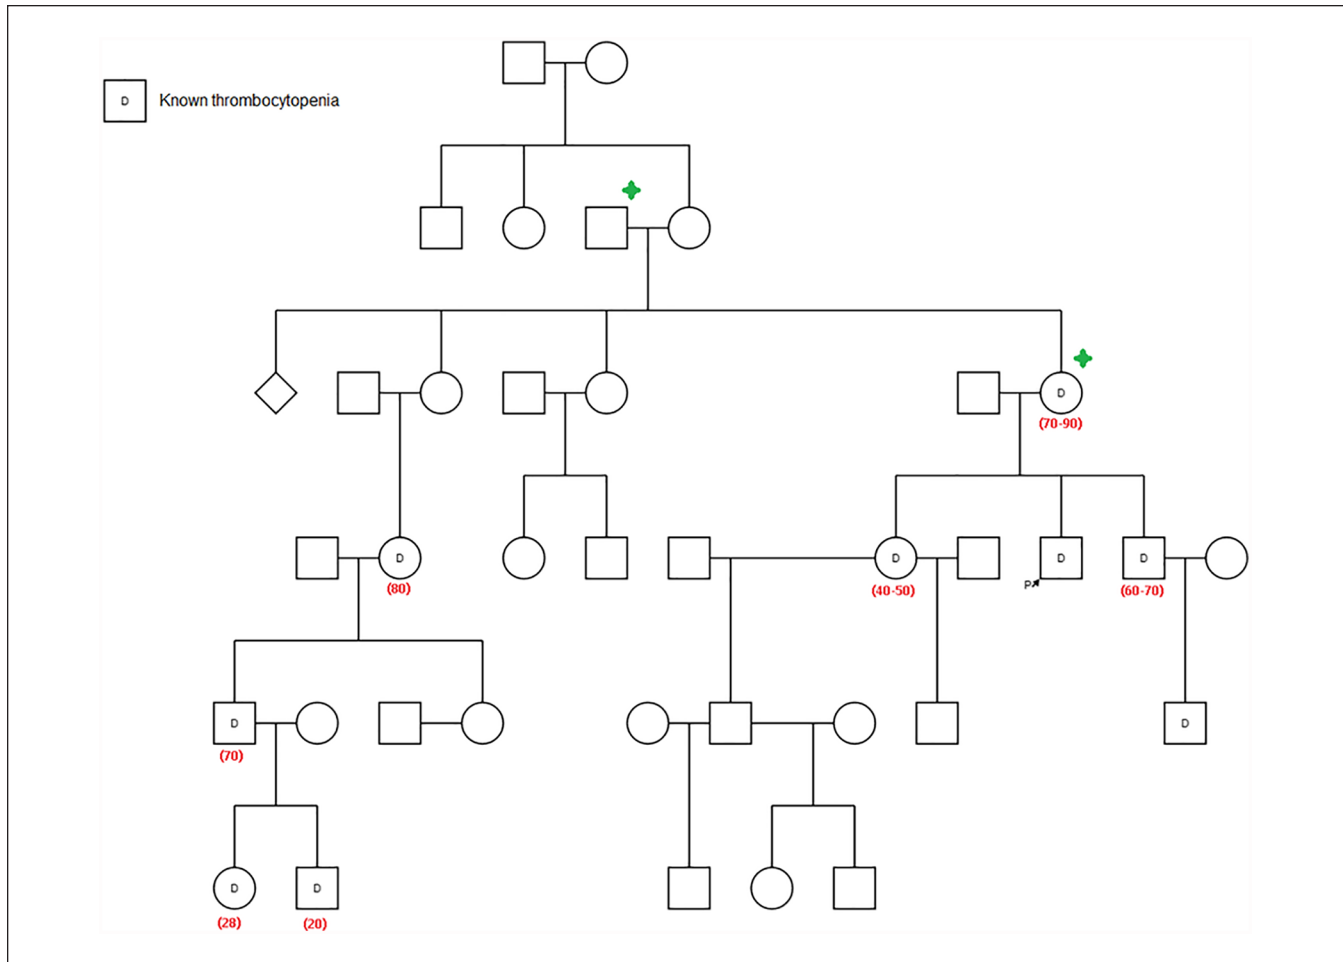 D Known thrombocytopenia
D
(70-90)
D
D
P
D
D
(80)
(40-50)
(60-70)
D
D
(70)
D
D
(28)
(20)